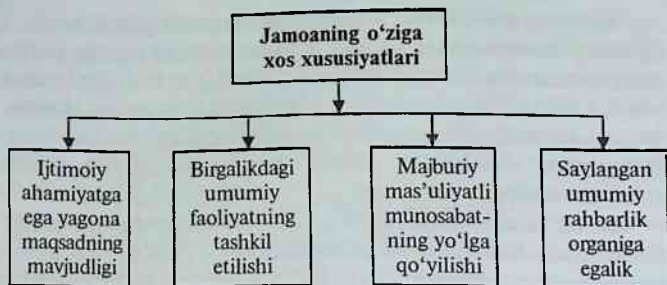 Jamoaning o‘ziga
xos xususiyatlari
Ijtimoiy
ahamiyatga
ega yagona
maqsadning
mavjudligi
Birgalikdagi
umumiy
faoliyatning
tashkil
etilishi
Majburiy
mas’uliyatli
munosabat-
ning yo‘lga
qo‘yilishi
Saylangan
umumiy
rahbarlik
organiga
egalik